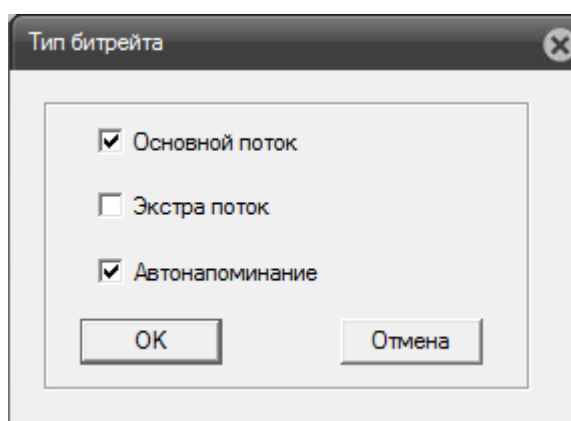 Тип битрейта
Основной поток
Экстра поток
Автонапоминание
OK
Отмена